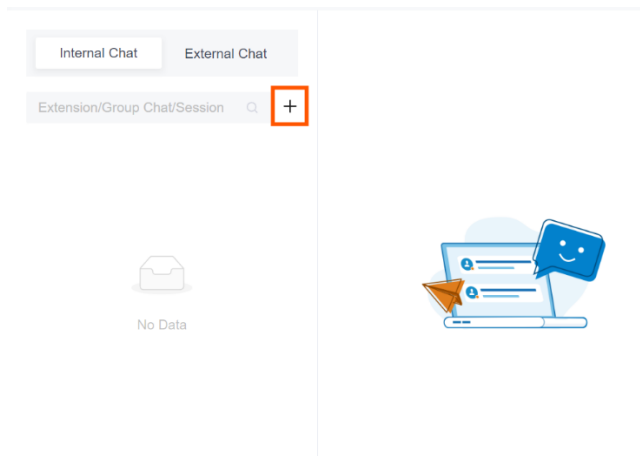 Internal Chat External Chat
Extension/Group Chat/Session
No Data